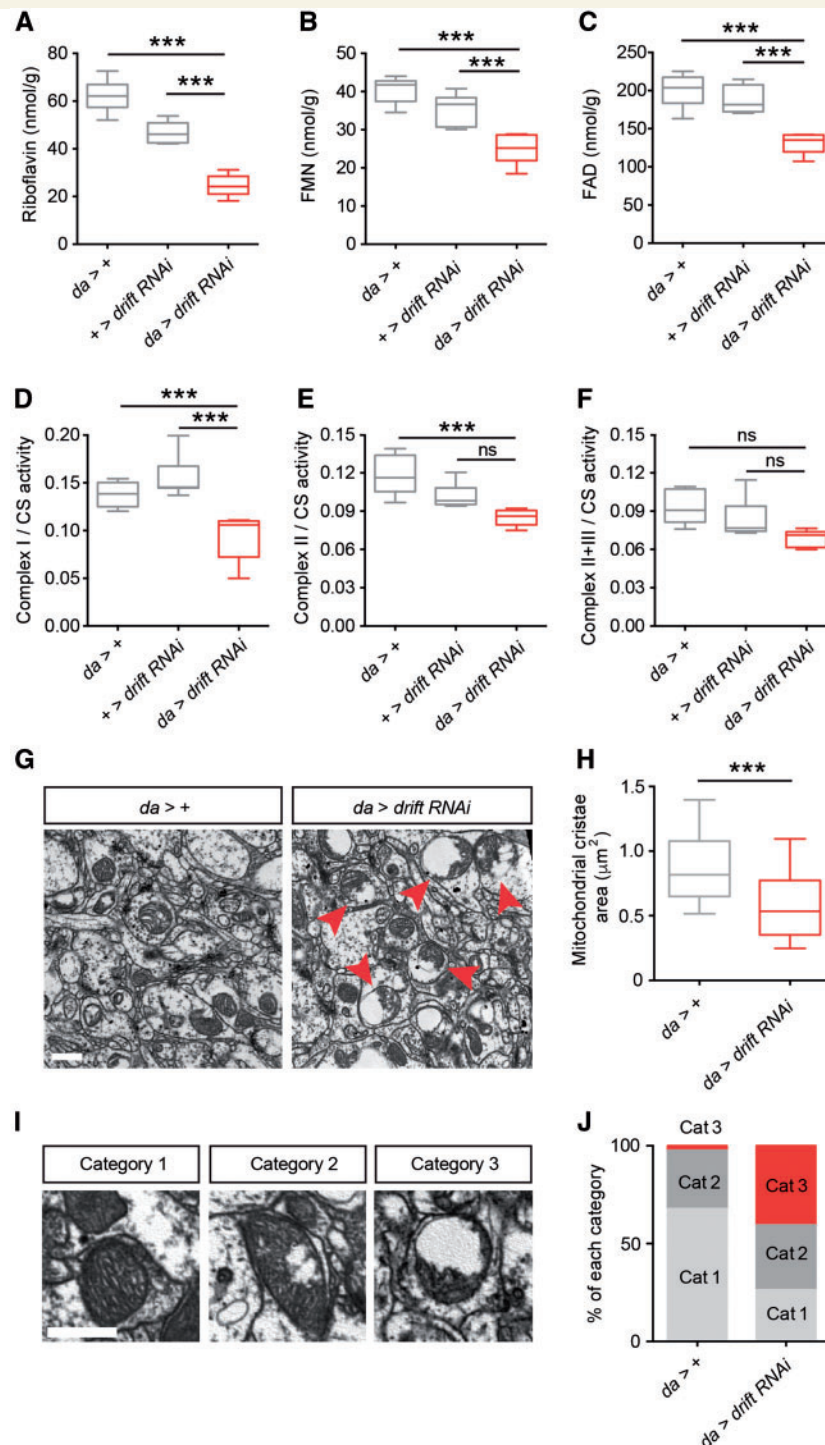 A
Riboflavin (nmol/g)
80
60
40
20
0
***
***
da > +
+ > drift RNAi
da > drift RNAi
B
FMN (nmol/g)
50
40
30
20
10
0
***
***
da > +
+ > drift RNAi
da > drift RNAi
C
FAD (nmol/g)
250
200
150
100
50
0
***
***
da > +
+ > drift RNAi
da > drift RNAi
D
Complex I / CS activity
0.20
0.15
0.10
0.05
0.00
***
***
da > +
+ > drift RNAi
da > drift RNAi
E
Complex II / CS activity
0.15
0.12
0.09
0.06
0.03
0.00
***
ns
da > +
+ > drift RNAi
da > drift RNAi
F
Complex II+III / CS activity
0.15
0.12
0.09
0.06
0.03
0.00
ns
ns
da > +
+ > drift RNAi
da > drift RNAi
G
da > +
da > drift RNAi
H
Mitochondrial cristae
area (μm²)
1.5
1.0
0.5
0
***
da > +
da > drift RNAi
I
Category 1
Category 2
Category 3
J
% of each category
100
50
0
Cat 3
Cat 2
Cat 1
Cat 3
Cat 2
Cat 1
da > +
da > drift RNAi